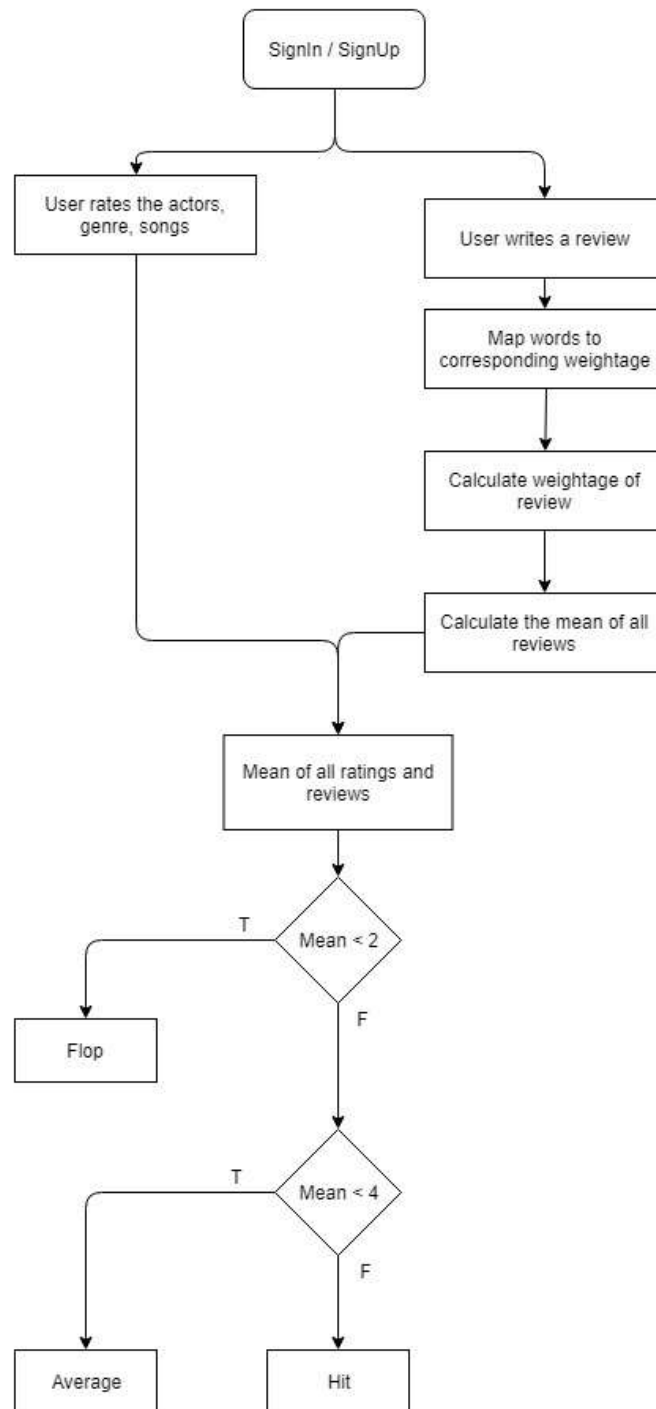 SignIn / SignUp
User rates the actors,
genre, songs
User writes a review
Map words to
corresponding weightage
Calculate weightage of
review
Calculate the mean of all
reviews
Mean of all ratings and
reviews
T
Mean < 2
F
Flop
T
Mean < 4
F
Average
Hit